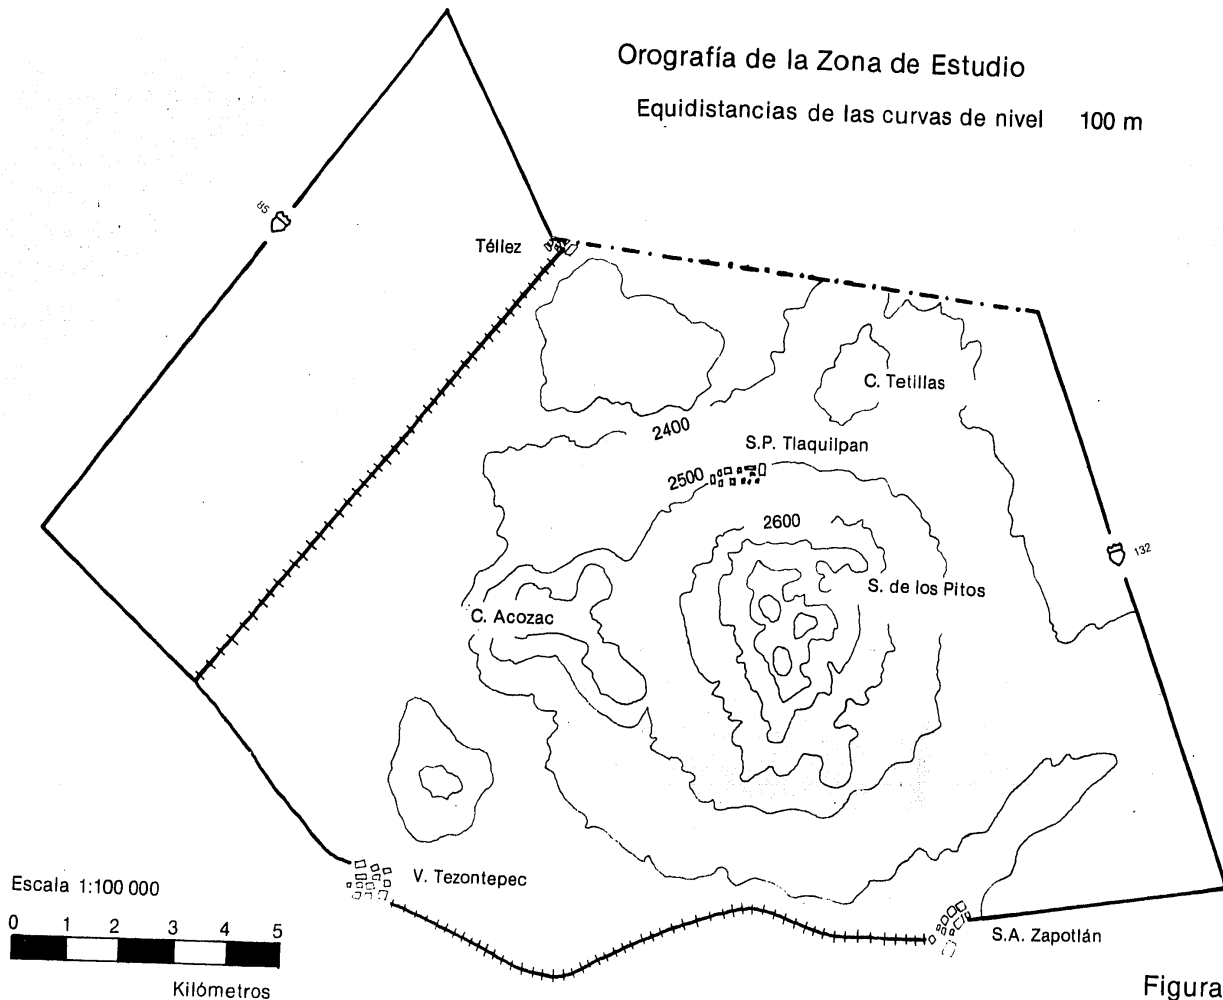 Orografía de la Zona de Estudio
Equidistancias de las curvas de nivel 100 m
85
Téllez
C. Tetillas
2400
S.P. Tlaquilpan
2500
2600
132
S. de los Pitos
C. Acozac
V. Tezontepec
Escala 1:100 000
0 1 2 3 4 5
Kilómetros
S.A. Zapotlán
Figura